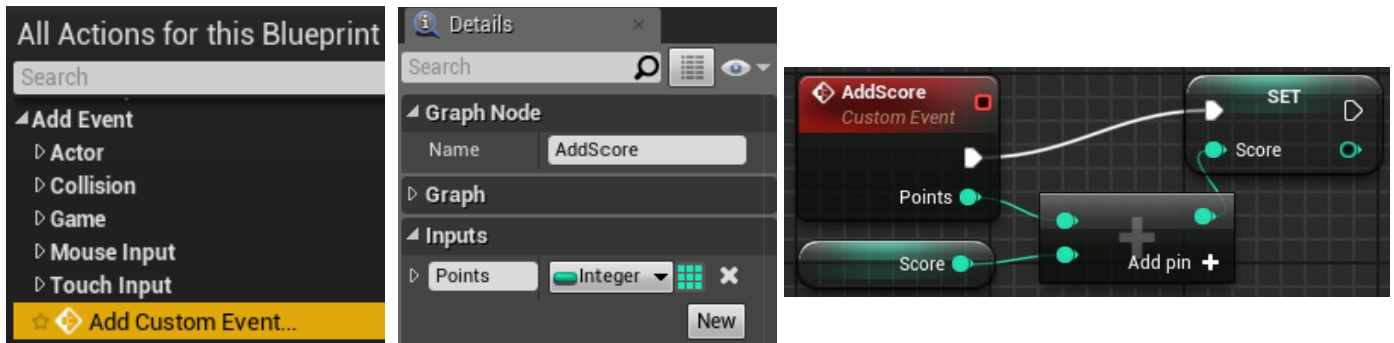 All Actions for this Blueprint
Search
Add Event
Actor
Collision
Game
Mouse Input
Touch Input
Add Custom Event...
Details
Search
Graph Node
Name AddScore
Graph
Inputs
Points Integer
New
AddScore
Custom Event
Points
Score
Add pin
SET
Score